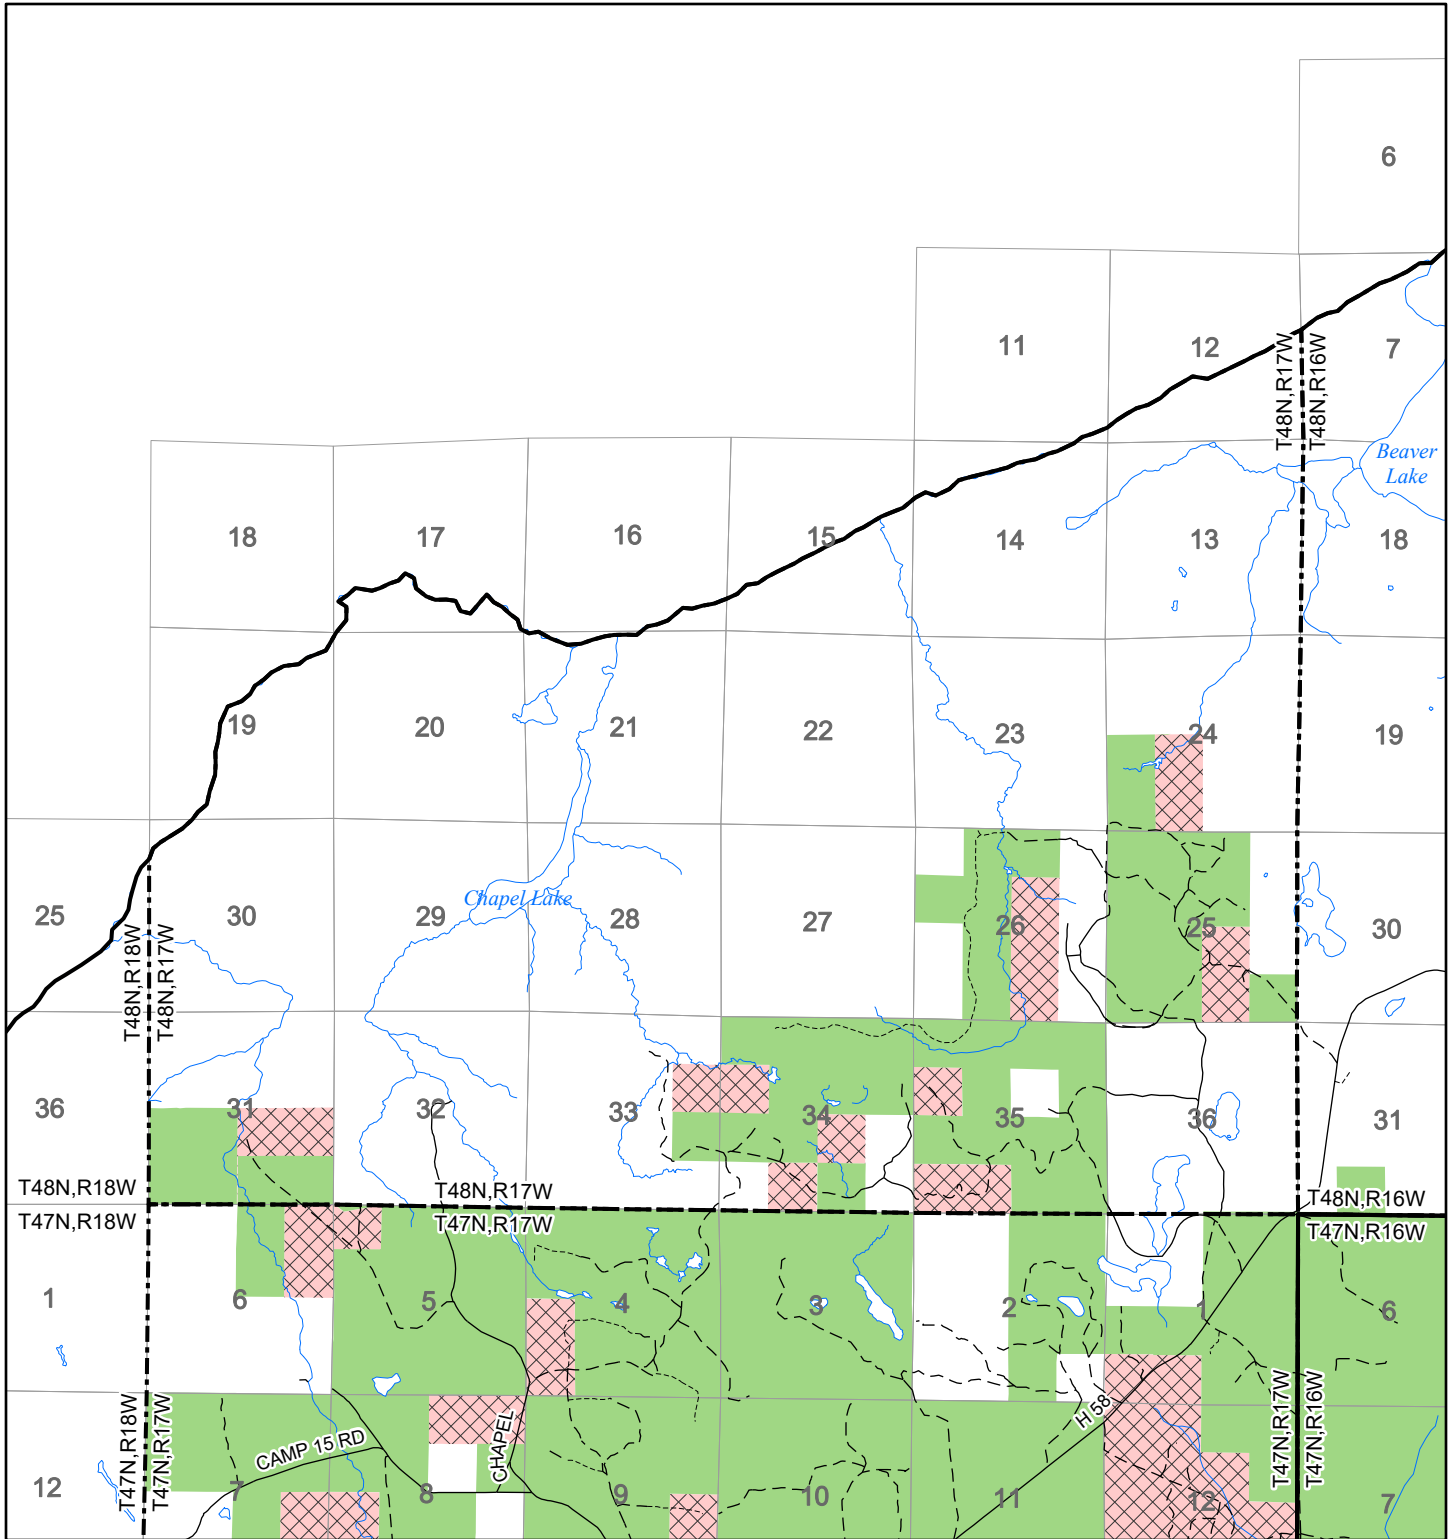 6
11
12
7
T48N,R17W
T48N,R16W
Beaver
Lake
18
17
16
15
14
13
18
19
20
21
22
23
24
19
25
30
29
Chapel Lake
28
27
26
25
30
T48N,R18W
T48N,R17W
36
31
32
33
34
35
36
31
T48N,R18W
T48N,R17W
T48N,R16W
T47N,R18W
T47N,R17W
T47N,R16W
1
6
5
4
3
2
1
6
T47N,R18W
T47N,R17W
T47N,R17W
T47N,R16W
H 58
CHAPEL
CAMP 15 RD
12
7
8
9
10
11
12
7